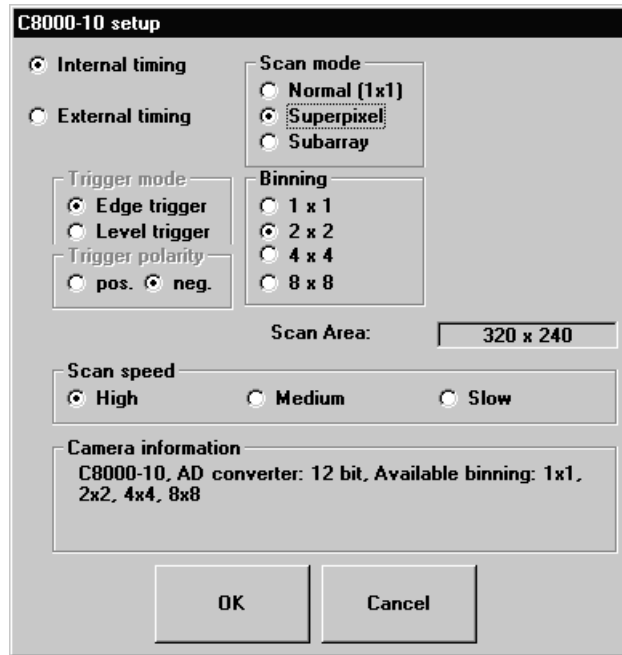 C8000-10 setup
Internal timing
External timing
Scan mode
Normal (1x1)
Superpixel
Subarray
Trigger mode
Edge trigger
Level trigger
Trigger polarity
pos. neg.
Binning
1 x 1
2 x 2
4 x 4
8 x 8
Scan Area: 320 x 240
Scan speed
High Medium Slow
Camera information
C8000-10, AD converter: 12 bit, Available binning: 1x1,
2x2, 4x4, 8x8
OK Cancel